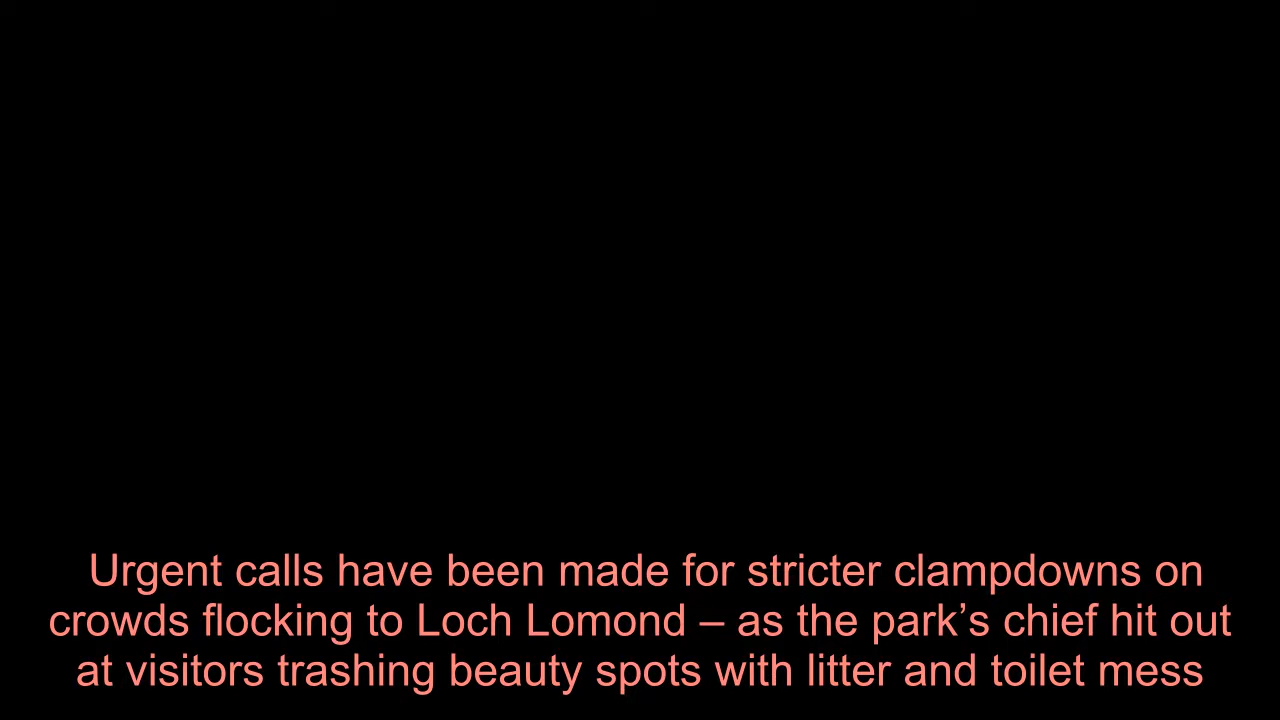 Urgent calls have been made for stricter clampdowns on
crowds flocking to Loch Lomond – as the park’s chief hit out
at visitors trashing beauty spots with litter and toilet mess